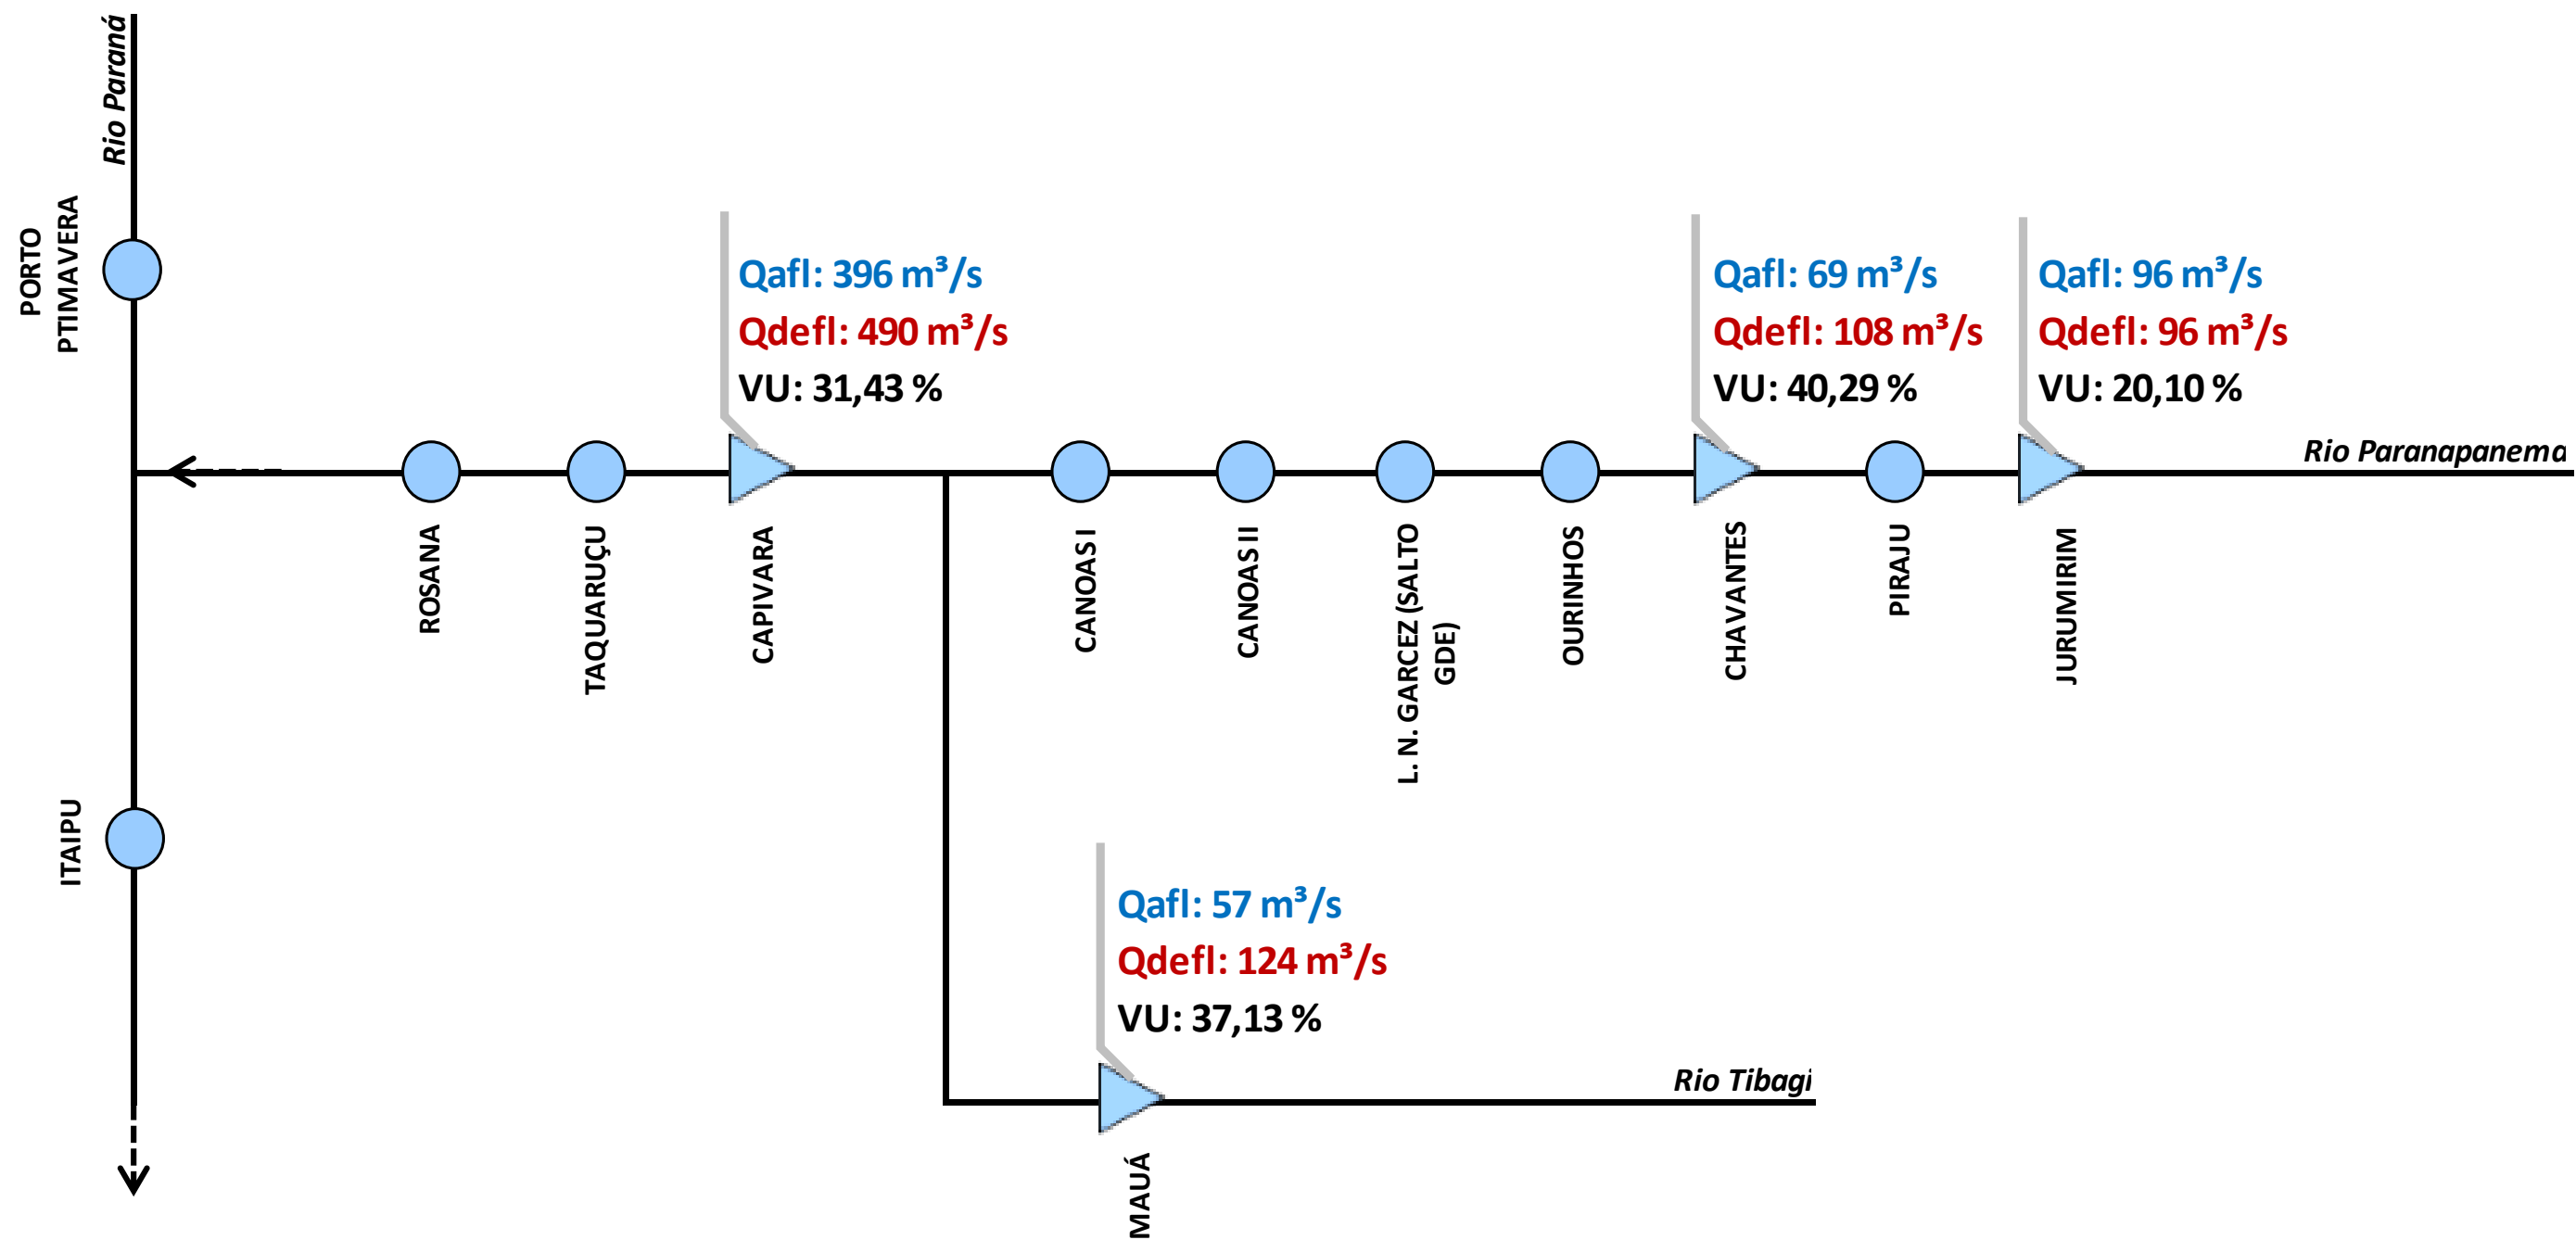 Rio Paraná
PORTO
PTIMAVERA
Qafl: 396 m³/s
Qdefl: 490 m³/s
VU: 31,43 %
Qafl: 69 m³/s
Qdefl: 108 m³/s
VU: 40,29 %
Qafl: 96 m³/s
Qdefl: 96 m³/s
VU: 20,10 %
Rio Paranapanema
ROSANA
TAQUARUÇU
CAPIVARA
CANOAS I
CANOAS II
L. N. GARCEZ (SALTO
GDE)
OURINHOS
CHAVANTES
PIRAJU
JURUMIRIM
ITAIPU
Qafl: 57 m³/s
Qdefl: 124 m³/s
VU: 37,13 %
Rio Tibagi
MAUÁ